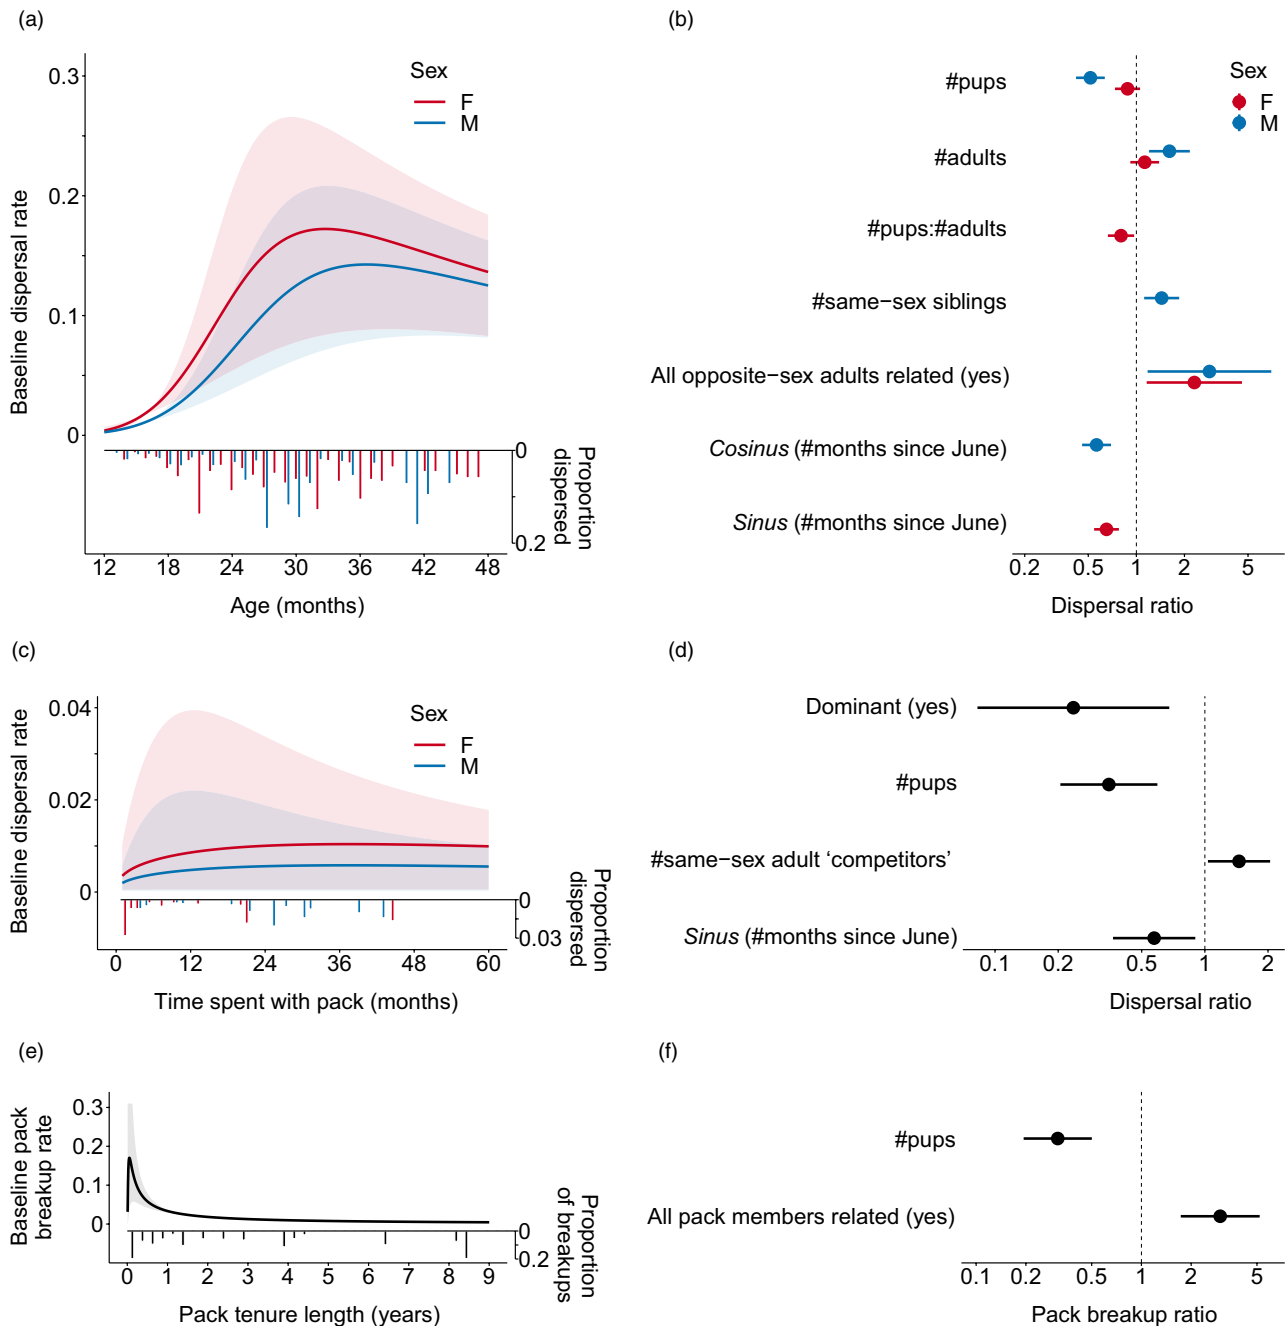 (a)
Sex
F
M
0.3
0.2
0.1
0
Baseline dispersal rate
0
0.2
Proportion
dispersed
12 18 24 30 36 42 48
Age (months)
(b)
Sex
F
M
#pups
#adults
#pups:#adults
#same−sex siblings
All opposite−sex adults related (yes)
Cosinus (#months since June)
Sinus (#months since June)
0.2 0.5 1 2 5
Dispersal ratio
(c)
Sex
F
M
0.04
0.02
0
Baseline dispersal rate
0
0.03
Proportion
dispersed
0 12 24 36 48 60
Time spent with pack (months)
(d)
Dominant (yes)
#pups
#same−sex adult ‘competitors’
Sinus (#months since June)
0.1 0.2 0.5 1 2
Dispersal ratio
(e)
0.3
0.2
0.1
0
Baseline pack
breakup rate
0
0.2
Proportion
of breakups
0 1 2 3 4 5 6 7 8 9
Pack tenure length (years)
(f)
#pups
All pack members related (yes)
0.1 0.2 0.5 1 2 5
Pack breakup ratio